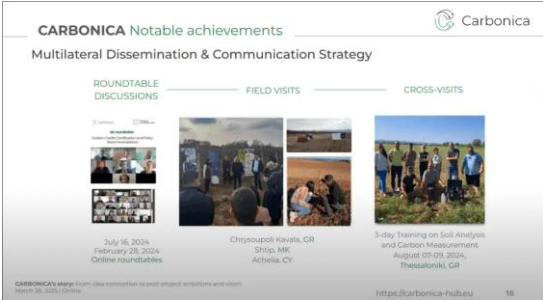 CARBONICA Notable achievements
Carbonica
Multilateral Dissemination & Communication Strategy
ROUNDTABLE
DISCUSSIONS
FIELD VISITS
CROSS-VISITS
July 16, 2024
February 28, 2024
Online roundtables
Chrysoupoli Kavala, GR
Shtip, MK
Achelia, CY
3-day Training on Soil Analysis
and Carbon Measurement
August 07-09, 2024,
Thessaloniki, GR
CARBONICA's story: From idea conception to post-project ambitions and vision
March 28, 2025 | Online
https://carbonica-hub.eu
16